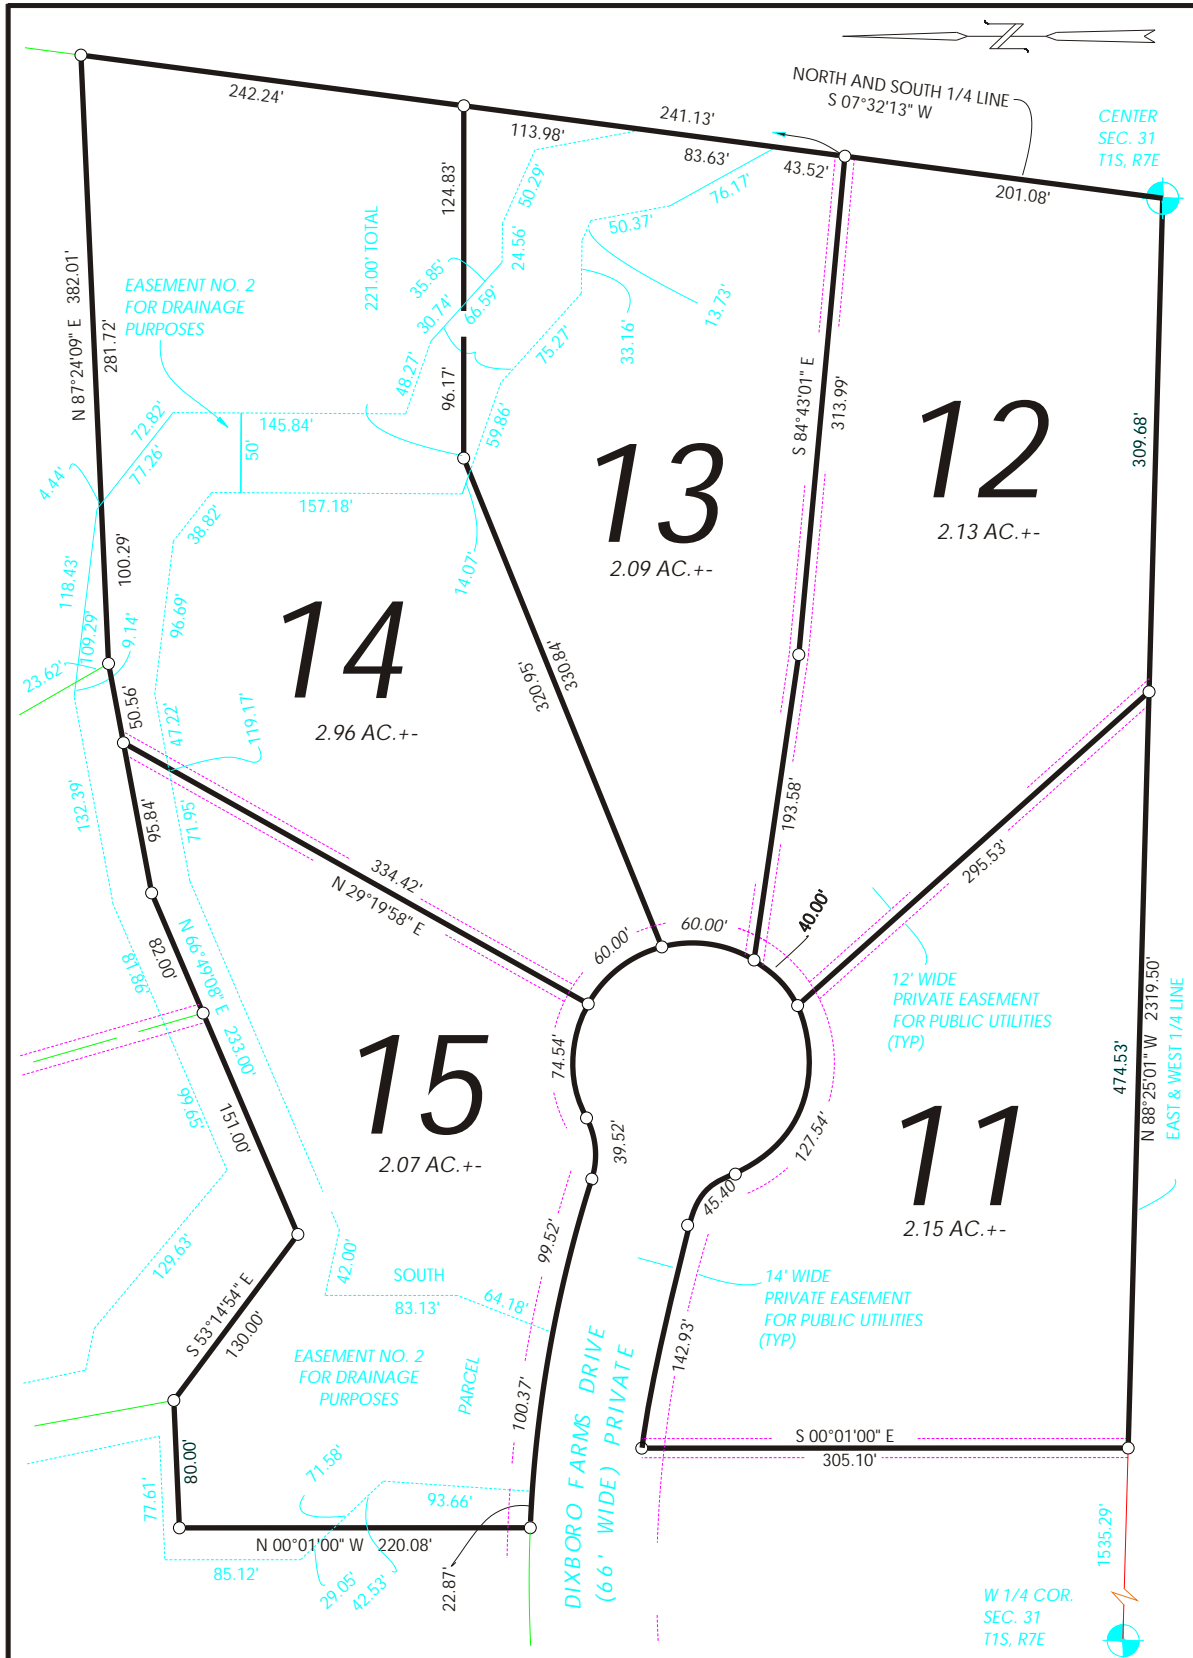 NORTH AND SOUTH 1/4 LINE
S 07°32'13" W
CENTER
SEC. 31
T1S, R7E
242.24'
113.98'
241.13'
83.63'
43.52'
201.08'
124.83'
50.29'
76.17'
50.37'
24.56'
221.00' TOTAL
35.85'
30.74'
66.59'
13.73'
33.16'
75.27'
N 87°24'09" E 382.01'
281.72'
EASEMENT NO. 2
FOR DRAINAGE
PURPOSES
48.27'
96.17'
59.86'
72.82'
77.26'
145.84'
50'
4.44'
157.18'
38.82'
100.29'
14.07'
S 84°43'01" E
313.99'
309.68'
13
2.09 AC.+-
12
2.13 AC.+-
14
2.96 AC.+-
118.43'
109.29'
9.14'
96.69'
23.62'
50.56'
47.22'
119.17'
320.95'
330.84'
193.58'
295.53'
132.39'
95.84'
71.95'
334.42'
N 29°19'58" E
60.00'
60.00'
40.00'
82.00'
81.86'
N 66°49'08" E 233.00'
12' WIDE
PRIVATE EASEMENT
FOR PUBLIC UTILITIES
(TYP)
N 88°25'01" W 2319.50'
474.53'
EAST & WEST 1/4 LINE
15
2.07 AC.+-
74.54'
39.52'
127.54'
45.40'
11
2.15 AC.+-
99.65'
151.00'
129.63'
42.00'
SOUTH
83.13'
64.18'
99.52'
14' WIDE
PRIVATE EASEMENT
FOR PUBLIC UTILITIES
(TYP)
S 53°14'54" E
130.00'
EASEMENT NO. 2
FOR DRAINAGE
PURPOSES
PARCEL
100.37'
142.93'
DIXBORO FARMS DRIVE
(66' WIDE) PRIVATE
S 00°01'00" E
305.10'
80.00'
77.61'
71.58'
93.66'
N 00°01'00" W 220.08'
85.12'
29.05'
42.53'
22.87'
1535.29'
W 1/4 COR.
SEC. 31
T1S, R7E